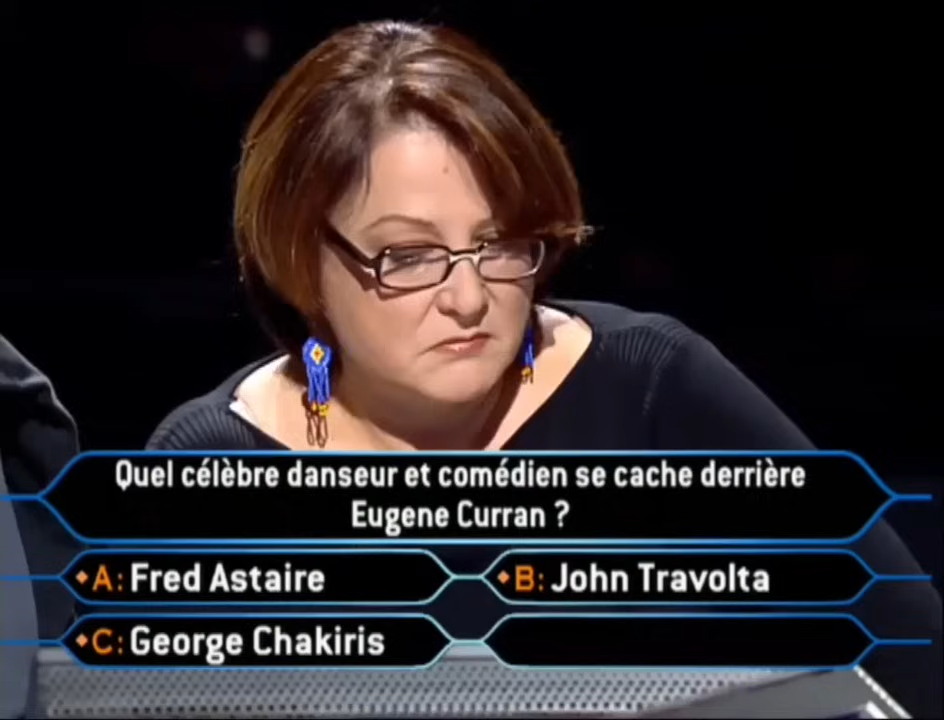 Quel célèbre danseur et comédien se cache derrière
Eugene Curran ?
A: Fred Astaire
B: John Travolta
C: George Chakiris